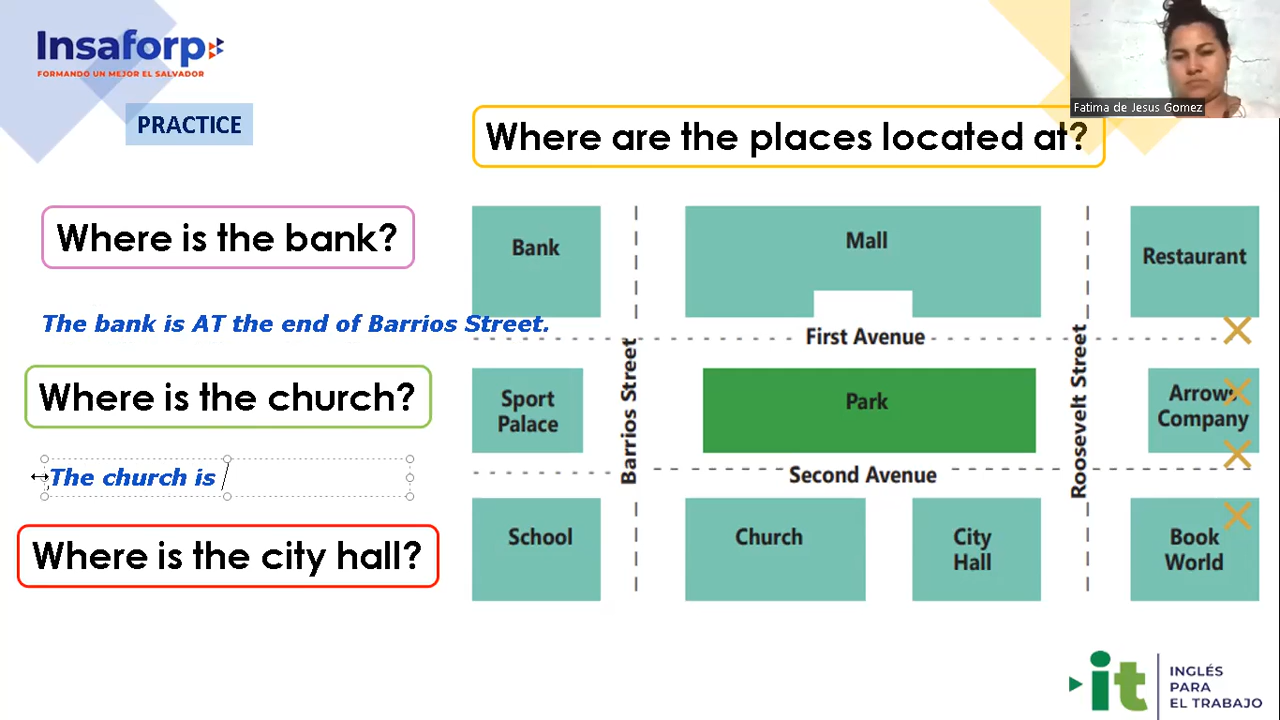 Insaforp
FORMANDO UN MEJOR EL SALVADOR
Fatima de Jesus Gomez
PRACTICE
Where are the places located at?
Where is the bank?
The bank is AT the end of Barrios Street.
Where is the church?
The church is
Where is the city hall?
Bank
Mall
Restaurant
First Avenue
Sport
Palace
Barrios Street
Park
Roosevelt Street
Arrows
Company
Second Avenue
School
Church
City
Hall
Book
World
it
INGLÉS
PARA
EL TRABAJO